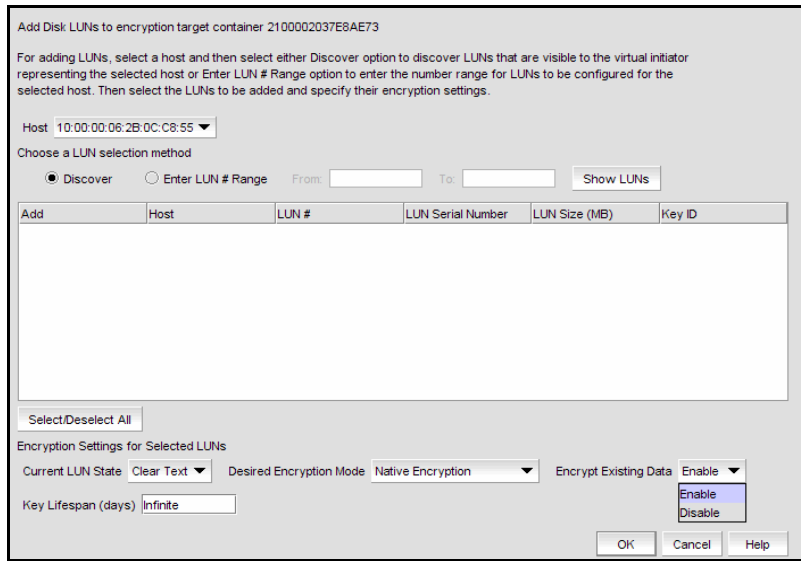 Add Disk LUNs to encryption target container 2100002037E8AE73
For adding LUNs, select a host and then select either Discover option to discover LUNs that are visible to the virtual initiator
representing the selected host or Enter LUN # Range option to enter the number range for LUNs to be configured for the
selected host. Then select the LUNs to be added and specify their encryption settings.
Host 10:00:00:06:2B:0C:C8:55
Choose a LUN selection method
Discover Enter LUN # Range From: To: Show LUNs
Add Host LUN # LUN Serial Number LUN Size (MB) Key ID
Select/Deselect All
Encryption Settings for Selected LUNs
Current LUN State Clear Text Desired Encryption Mode Native Encryption Encrypt Existing Data Enable
Enable
Key Lifespan (days) Infinite
Disable
OK Cancel Help